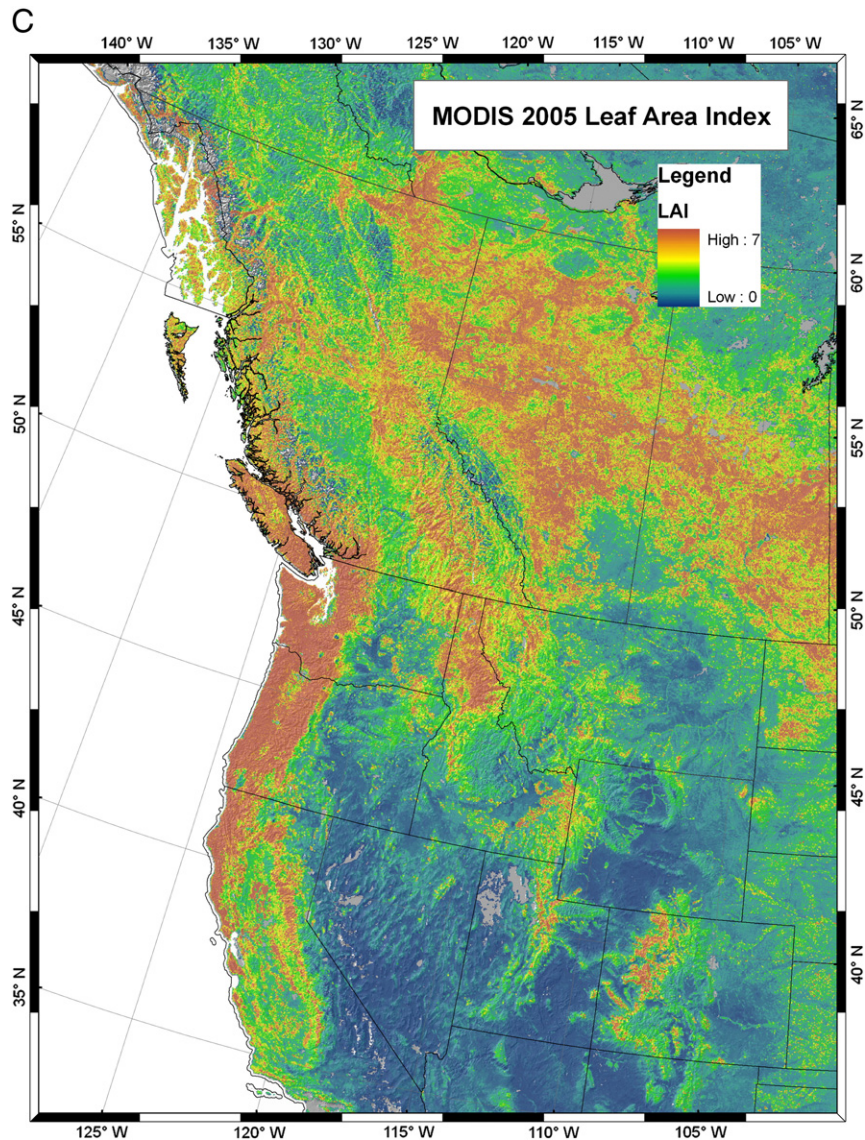 C
140° W 135° W 130° W 125° W 120° W 115° W 110° W 105° W
MODIS 2005 Leaf Area Index
Legend
LAI
High : 7
Low : 0
55° N
50° N
45° N
40° N
35° N
65° N
60° N
55° N
50° N
45° N
40° N
125° W 120° W 115° W 110° W 105° W